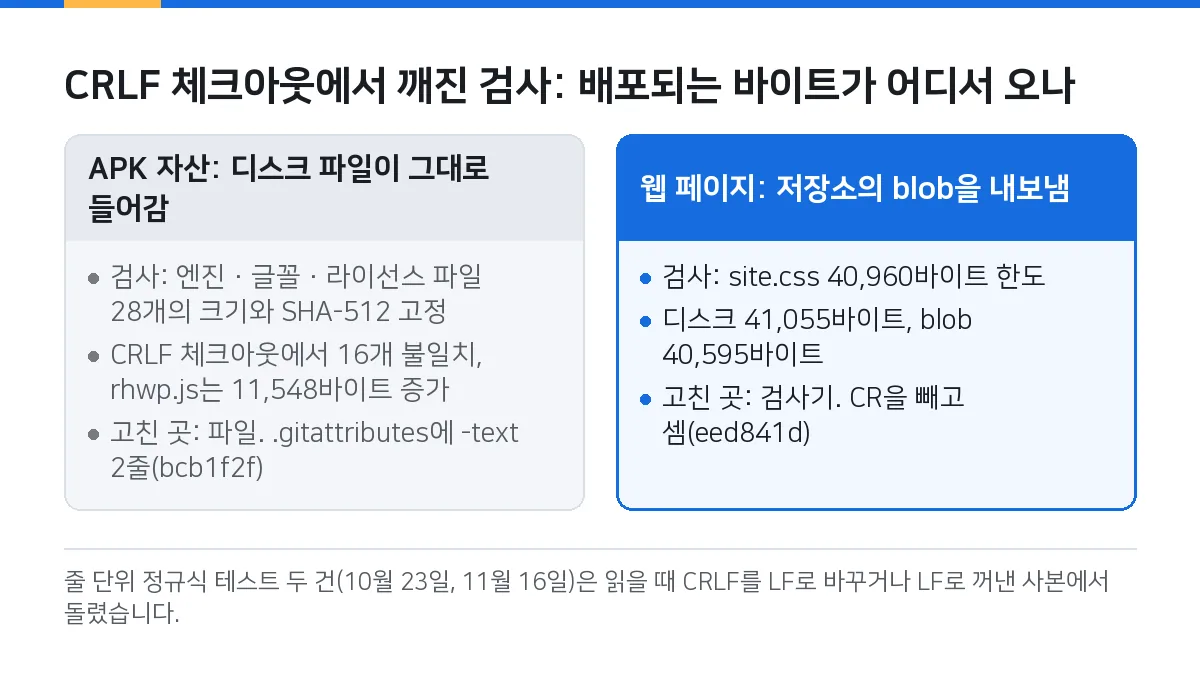 CRLF 체크아웃에서 깨진 검사: 배포되는 바이트가 어디서 오나
APK 자산: 디스크 파일이 그대로
들어감
• 검사: 엔진 · 글꼴 · 라이선스 파일
28개의 크기와 SHA-512 고정
• CRLF 체크아웃에서 16개 불일치,
rhwp.js는 11,548바이트 증가
• 고친 곳: 파일. .gitattributes에 -text
2줄(bcb1f2f)
웹 페이지: 저장소의 blob을 내보냄
• 검사: site.css 40,960바이트 한도
• 디스크 41,055바이트, blob
40,595바이트
• 고친 곳: 검사기. CR을 빼고
셈(eed841d)
줄 단위 정규식 테스트 두 건(10월 23일, 11월 16일)은 읽을 때 CRLF를 LF로 바꾸거나 LF로 꺼낸 사본에서
돌렸습니다.